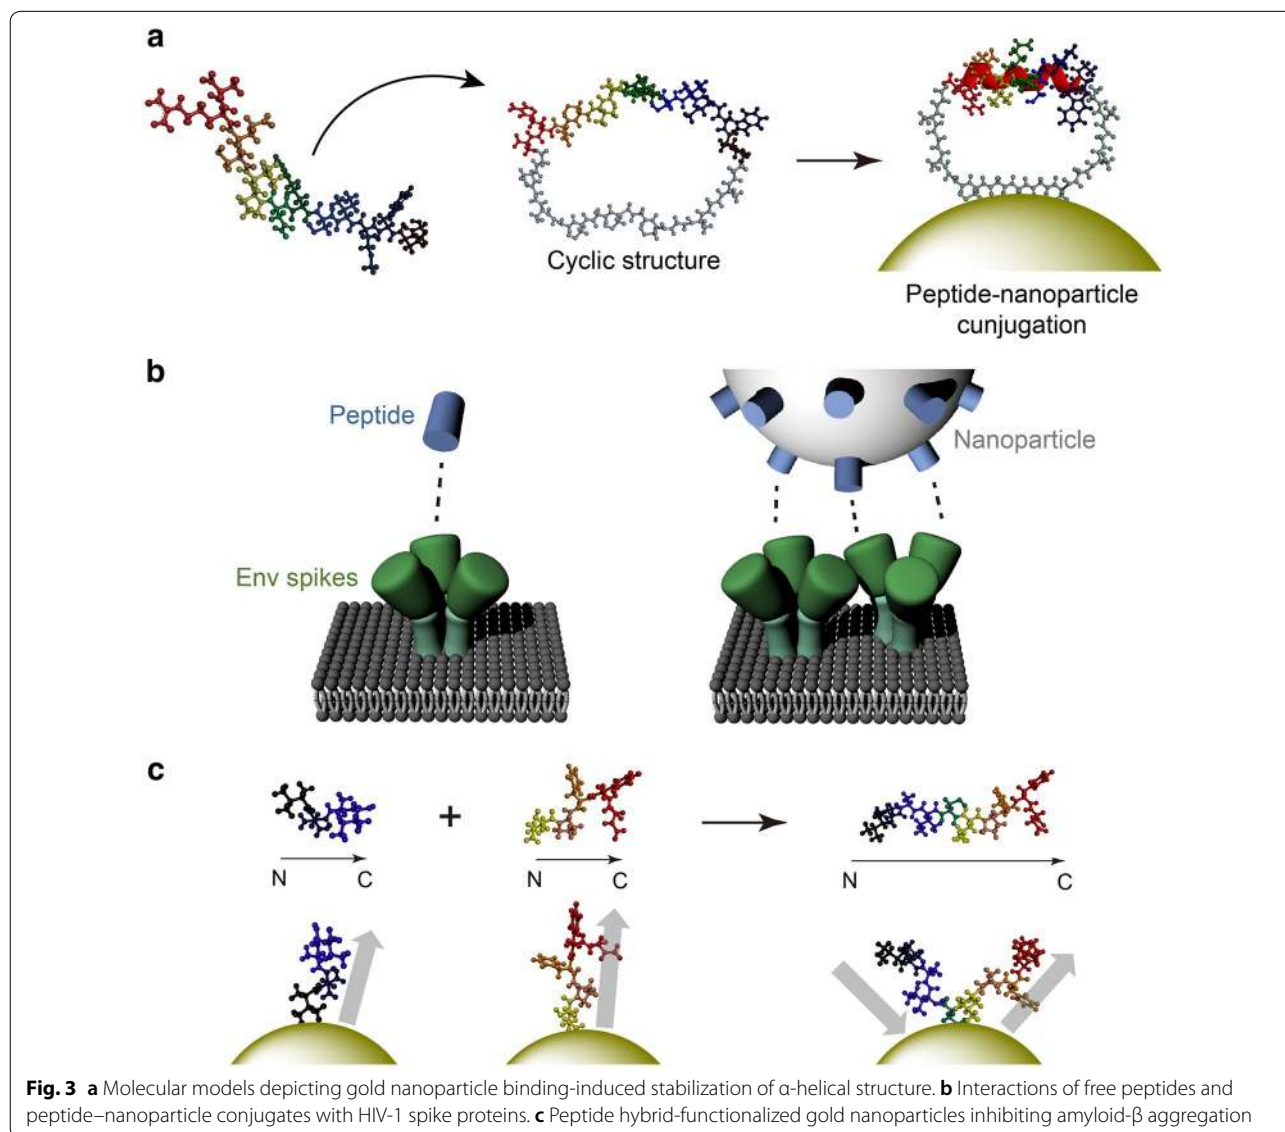 a
Cyclic structure
Peptide-nanoparticle
cunjugation
b
Peptide
Nanoparticle
Env spikes
c
+
N C
N C
N C
Fig. 3 a Molecular models depicting gold nanoparticle binding-induced stabilization of α-helical structure. b Interactions of free peptides and
peptide–nanoparticle conjugates with HIV-1 spike proteins. c Peptide hybrid-functionalized gold nanoparticles inhibiting amyloid-β aggregation